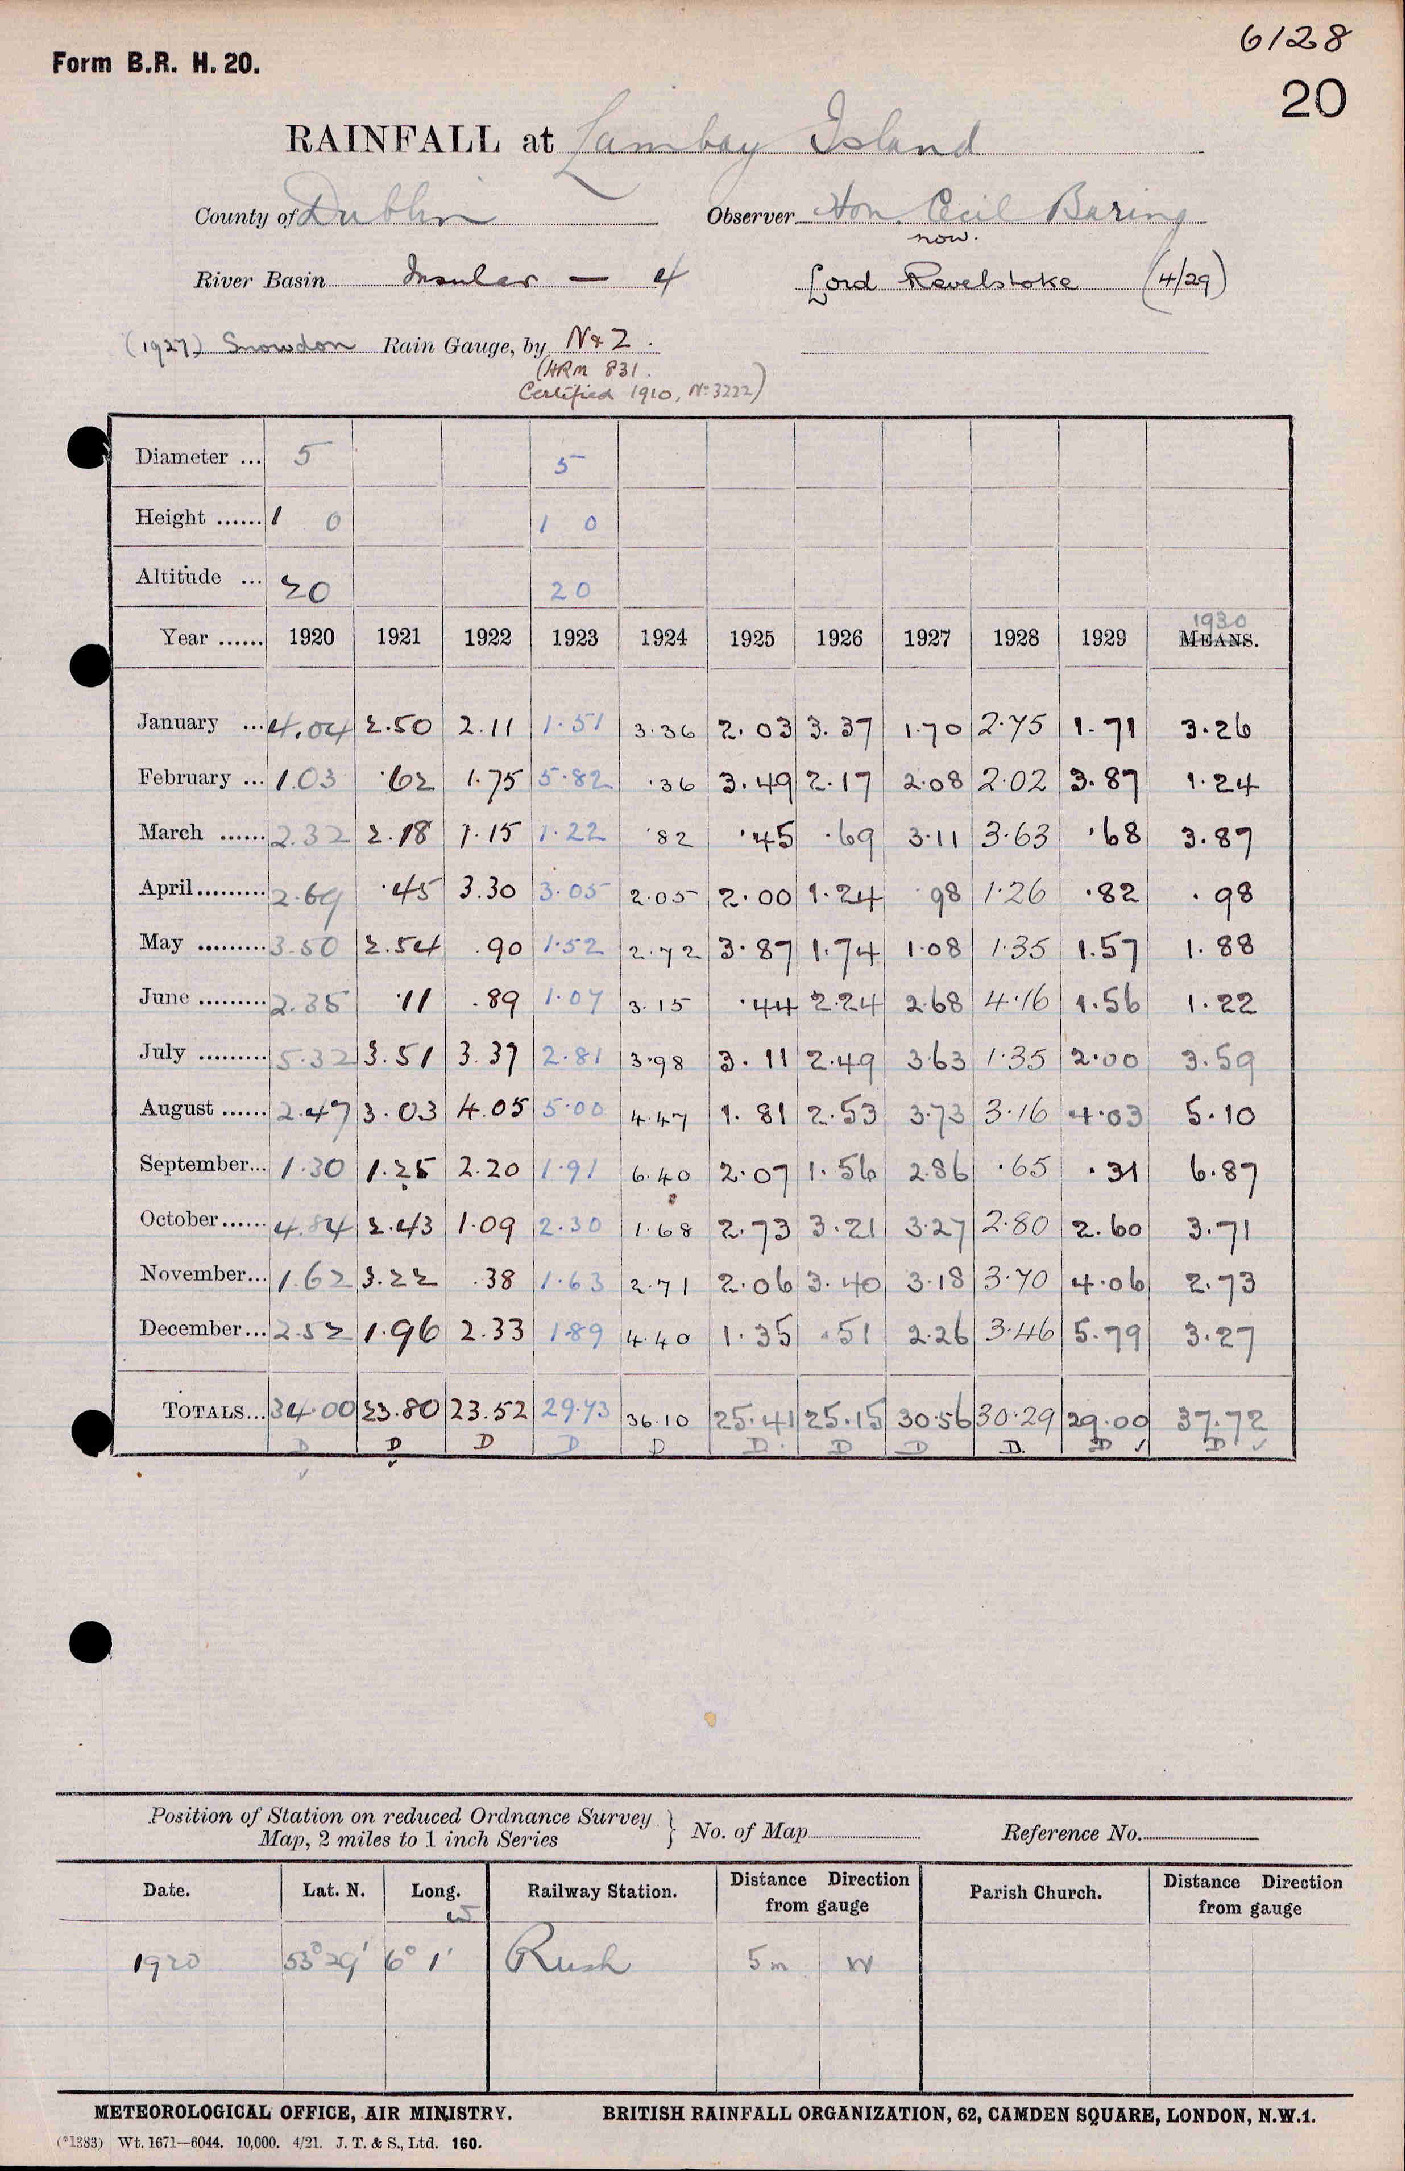 6128
Form B.R. H. 20.
20
RAINFALL at Lambay Island
County of Dublin Observer Hon. Cecil Baring
now.
River Basin Insular — 4 Lord Revelstoke (4/29)
(1927) Snowdon Rain Gauge, by N & Z.
(HRM 831.
Certified 1910, No 3222)
Diameter ... 5 5
Height ...... 1 0 1 0
Altitude ... 20 20
1930
Year ...... 1920 1921 1922 1923 1924 1925 1926 1927 1928 1929 MEANS.
January ... 4.04 2.50 2.11 1.51 3.36 2.03 3.37 1.70 2.75 1.71 3.26
February ... 1.03 .62 1.75 5.82 .36 3.49 2.17 2.08 2.02 3.87 1.24
March ...... 2.32 2.18 1.15 1.22 .82 .45 .69 3.11 3.63 .68 3.87
April......... 2.69 .45 3.30 3.05 2.05 2.00 1.24 .98 1.26 .82 .98
May ......... 3.50 2.54 .90 1.52 2.72 3.87 1.74 1.08 1.35 1.57 1.88
June ......... 2.35 .11 .89 1.07 3.15 .44 2.24 2.68 4.16 1.56 1.22
July ......... 5.32 3.51 3.37 2.81 3.98 3.11 2.49 3.63 1.35 2.00 3.59
August ...... 2.47 3.03 4.05 5.00 4.47 1.81 2.53 3.73 3.16 4.03 5.10
September... 1.30 1.25 2.20 1.91 6.40 2.07 1.56 2.86 .65 .31 6.87
October...... 4.84 2.43 1.09 2.30 1.68 2.73 3.21 3.27 2.80 2.60 3.71
November... 1.62 3.22 .38 1.63 2.71 2.06 3.40 3.18 3.70 4.06 2.73
December... 2.52 1.96 2.33 1.89 4.40 1.35 .51 2.26 3.46 5.79 3.27
TOTALS... 34.00 23.80 23.52 29.73 36.10 25.41 25.15 30.56 30.29 29.00 37.72
D D D D D D D D D D ✓ D ✓
✓ ✓
Position of Station on reduced Ordnance Survey
Map, 2 miles to 1 inch Series } No. of Map Reference No.
Date. Lat. N. Long. W Railway Station. Distance Direction from gauge Parish Church. Distance Direction from gauge
1920 53° 29' 6° 1' Rush 5m W
METEOROLOGICAL OFFICE, AIR MINISTRY. BRITISH RAINFALL ORGANIZATION, 62, CAMDEN SQUARE, LONDON, N.W.1.
(*1383) Wt. 1671—6044. 10,000. 4/21. J. T. & S., Ltd. 160.